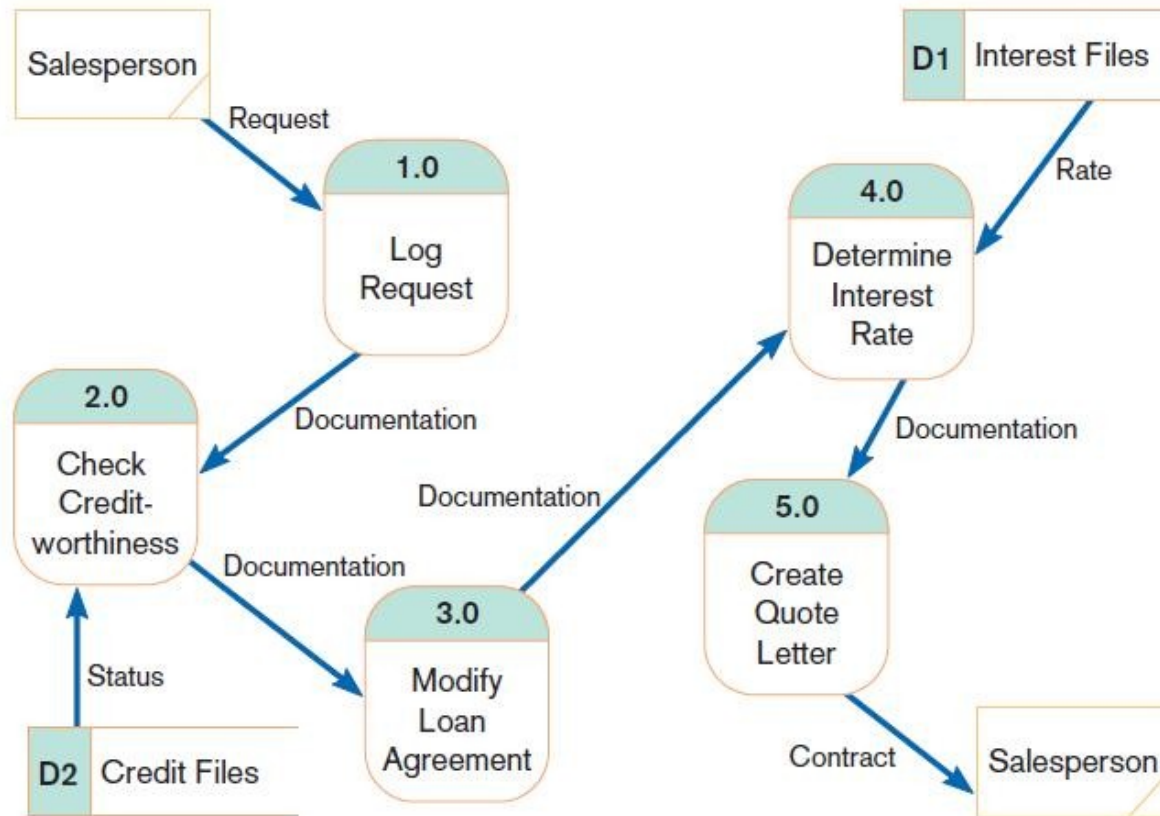 Salesperson
Request
1.0
Log
Request
Documentation
2.0
Check
Credit-
worthiness
Status
D2 Credit Files
Documentation
3.0
Modify
Loan
Agreement
Documentation
D1 Interest Files
Rate
4.0
Determine
Interest
Rate
Documentation
5.0
Create
Quote
Letter
Contract
Salesperson